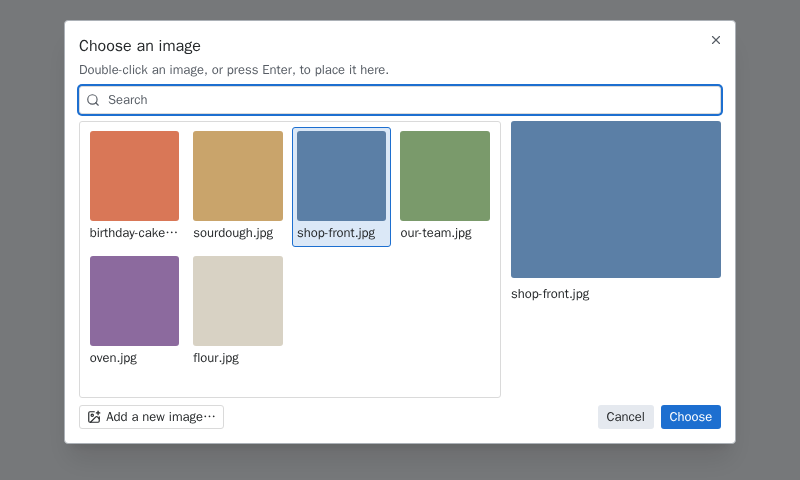 Choose an image
Double-click an image, or press Enter, to place it here.
Search
birthday-cake…
sourdough.jpg
shop-front.jpg
our-team.jpg
shop-front.jpg
oven.jpg
flour.jpg
Add a new image…
Cancel
Choose